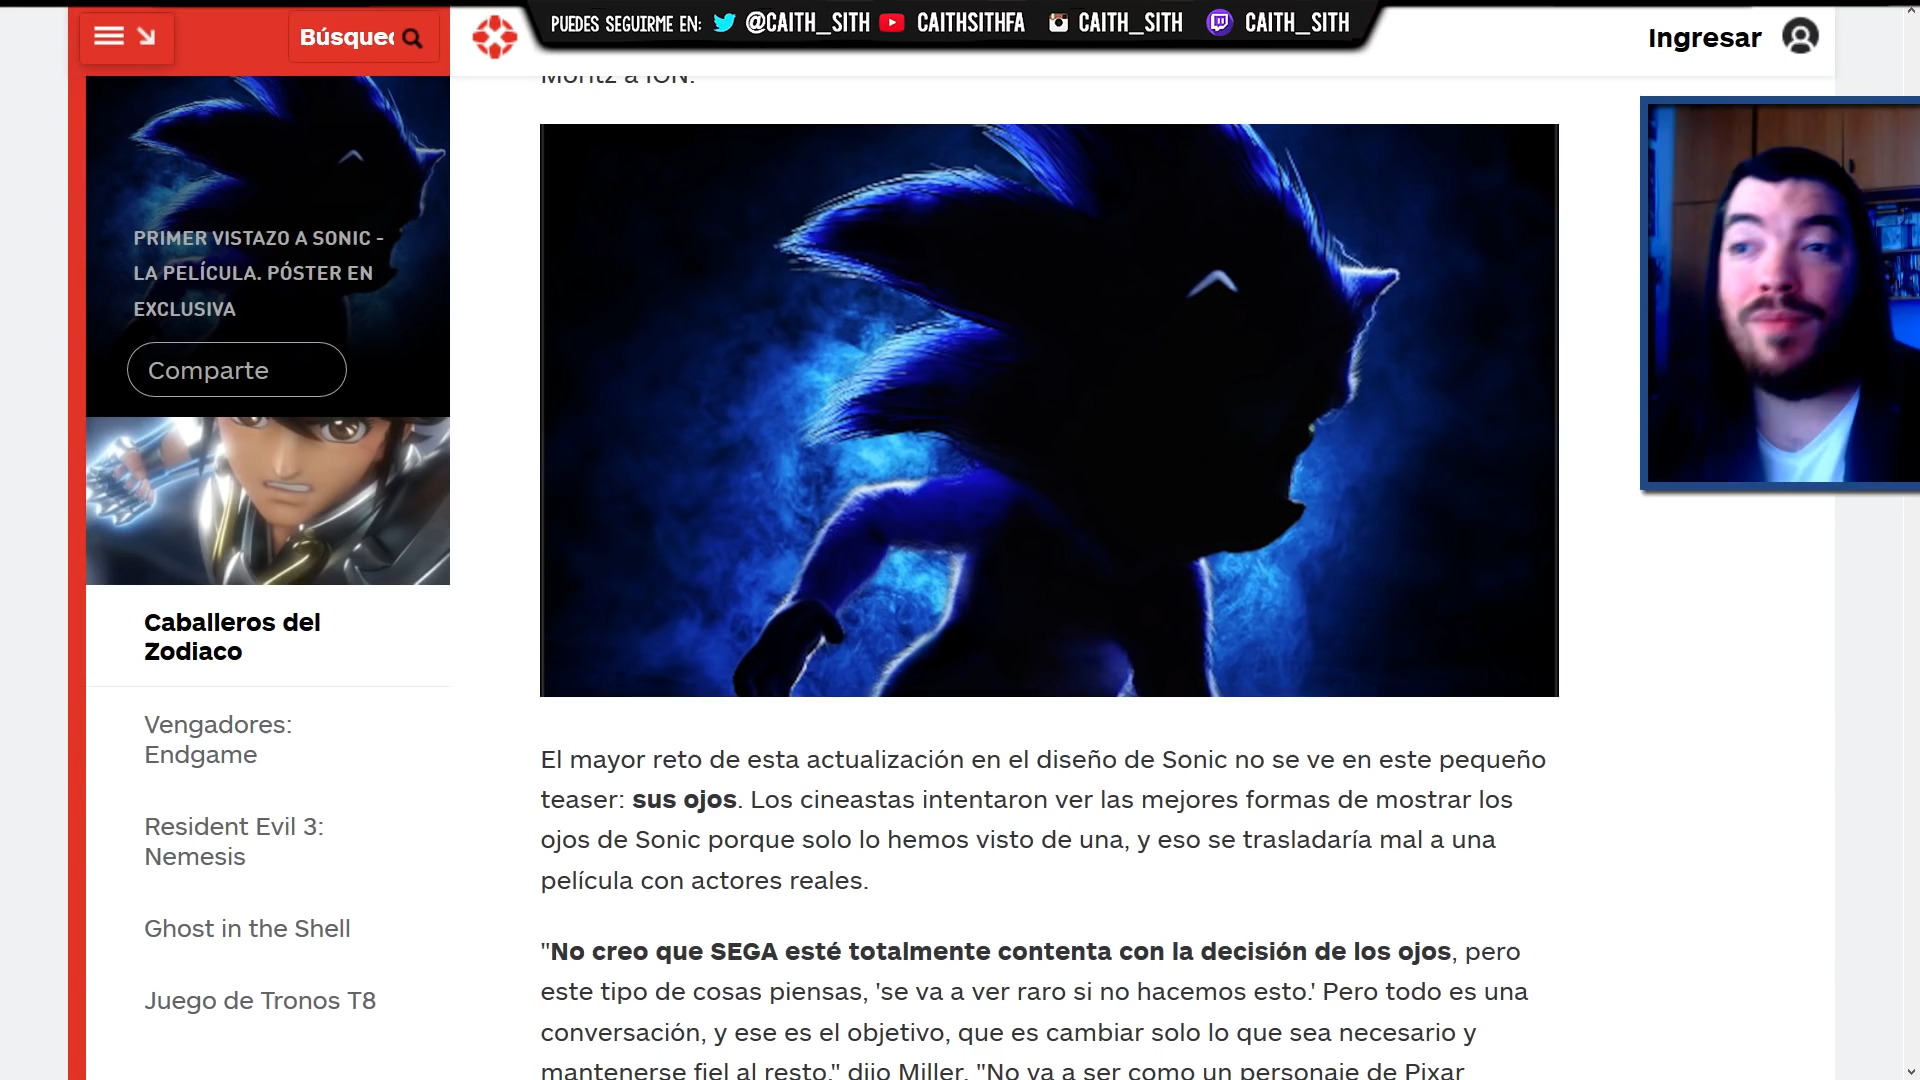 Búsque
PUEDES SEGUIRME EN: @CAITH_SITH CAITHSITHFA CAITH_SITH CAITH_SITH
Ingresar
Moritz a IGN.
PRIMER VISTAZO A SONIC -
LA PELÍCULA. PÓSTER EN
EXCLUSIVA
Comparte
Caballeros del
Zodiaco
Vengadores:
Endgame
Resident Evil 3:
Nemesis
Ghost in the Shell
Juego de Tronos T8
El mayor reto de esta actualización en el diseño de Sonic no se ve en este pequeño
teaser: sus ojos. Los cineastas intentaron ver las mejores formas de mostrar los
ojos de Sonic porque solo lo hemos visto de una, y eso se trasladaría mal a una
película con actores reales.
"No creo que SEGA esté totalmente contenta con la decisión de los ojos, pero
este tipo de cosas piensas, 'se va a ver raro si no hacemos esto.' Pero todo es una
conversación, y ese es el objetivo, que es cambiar solo lo que sea necesario y
mantenerse fiel al resto," dijo Miller. "No va a ser como un personaje de Pixar